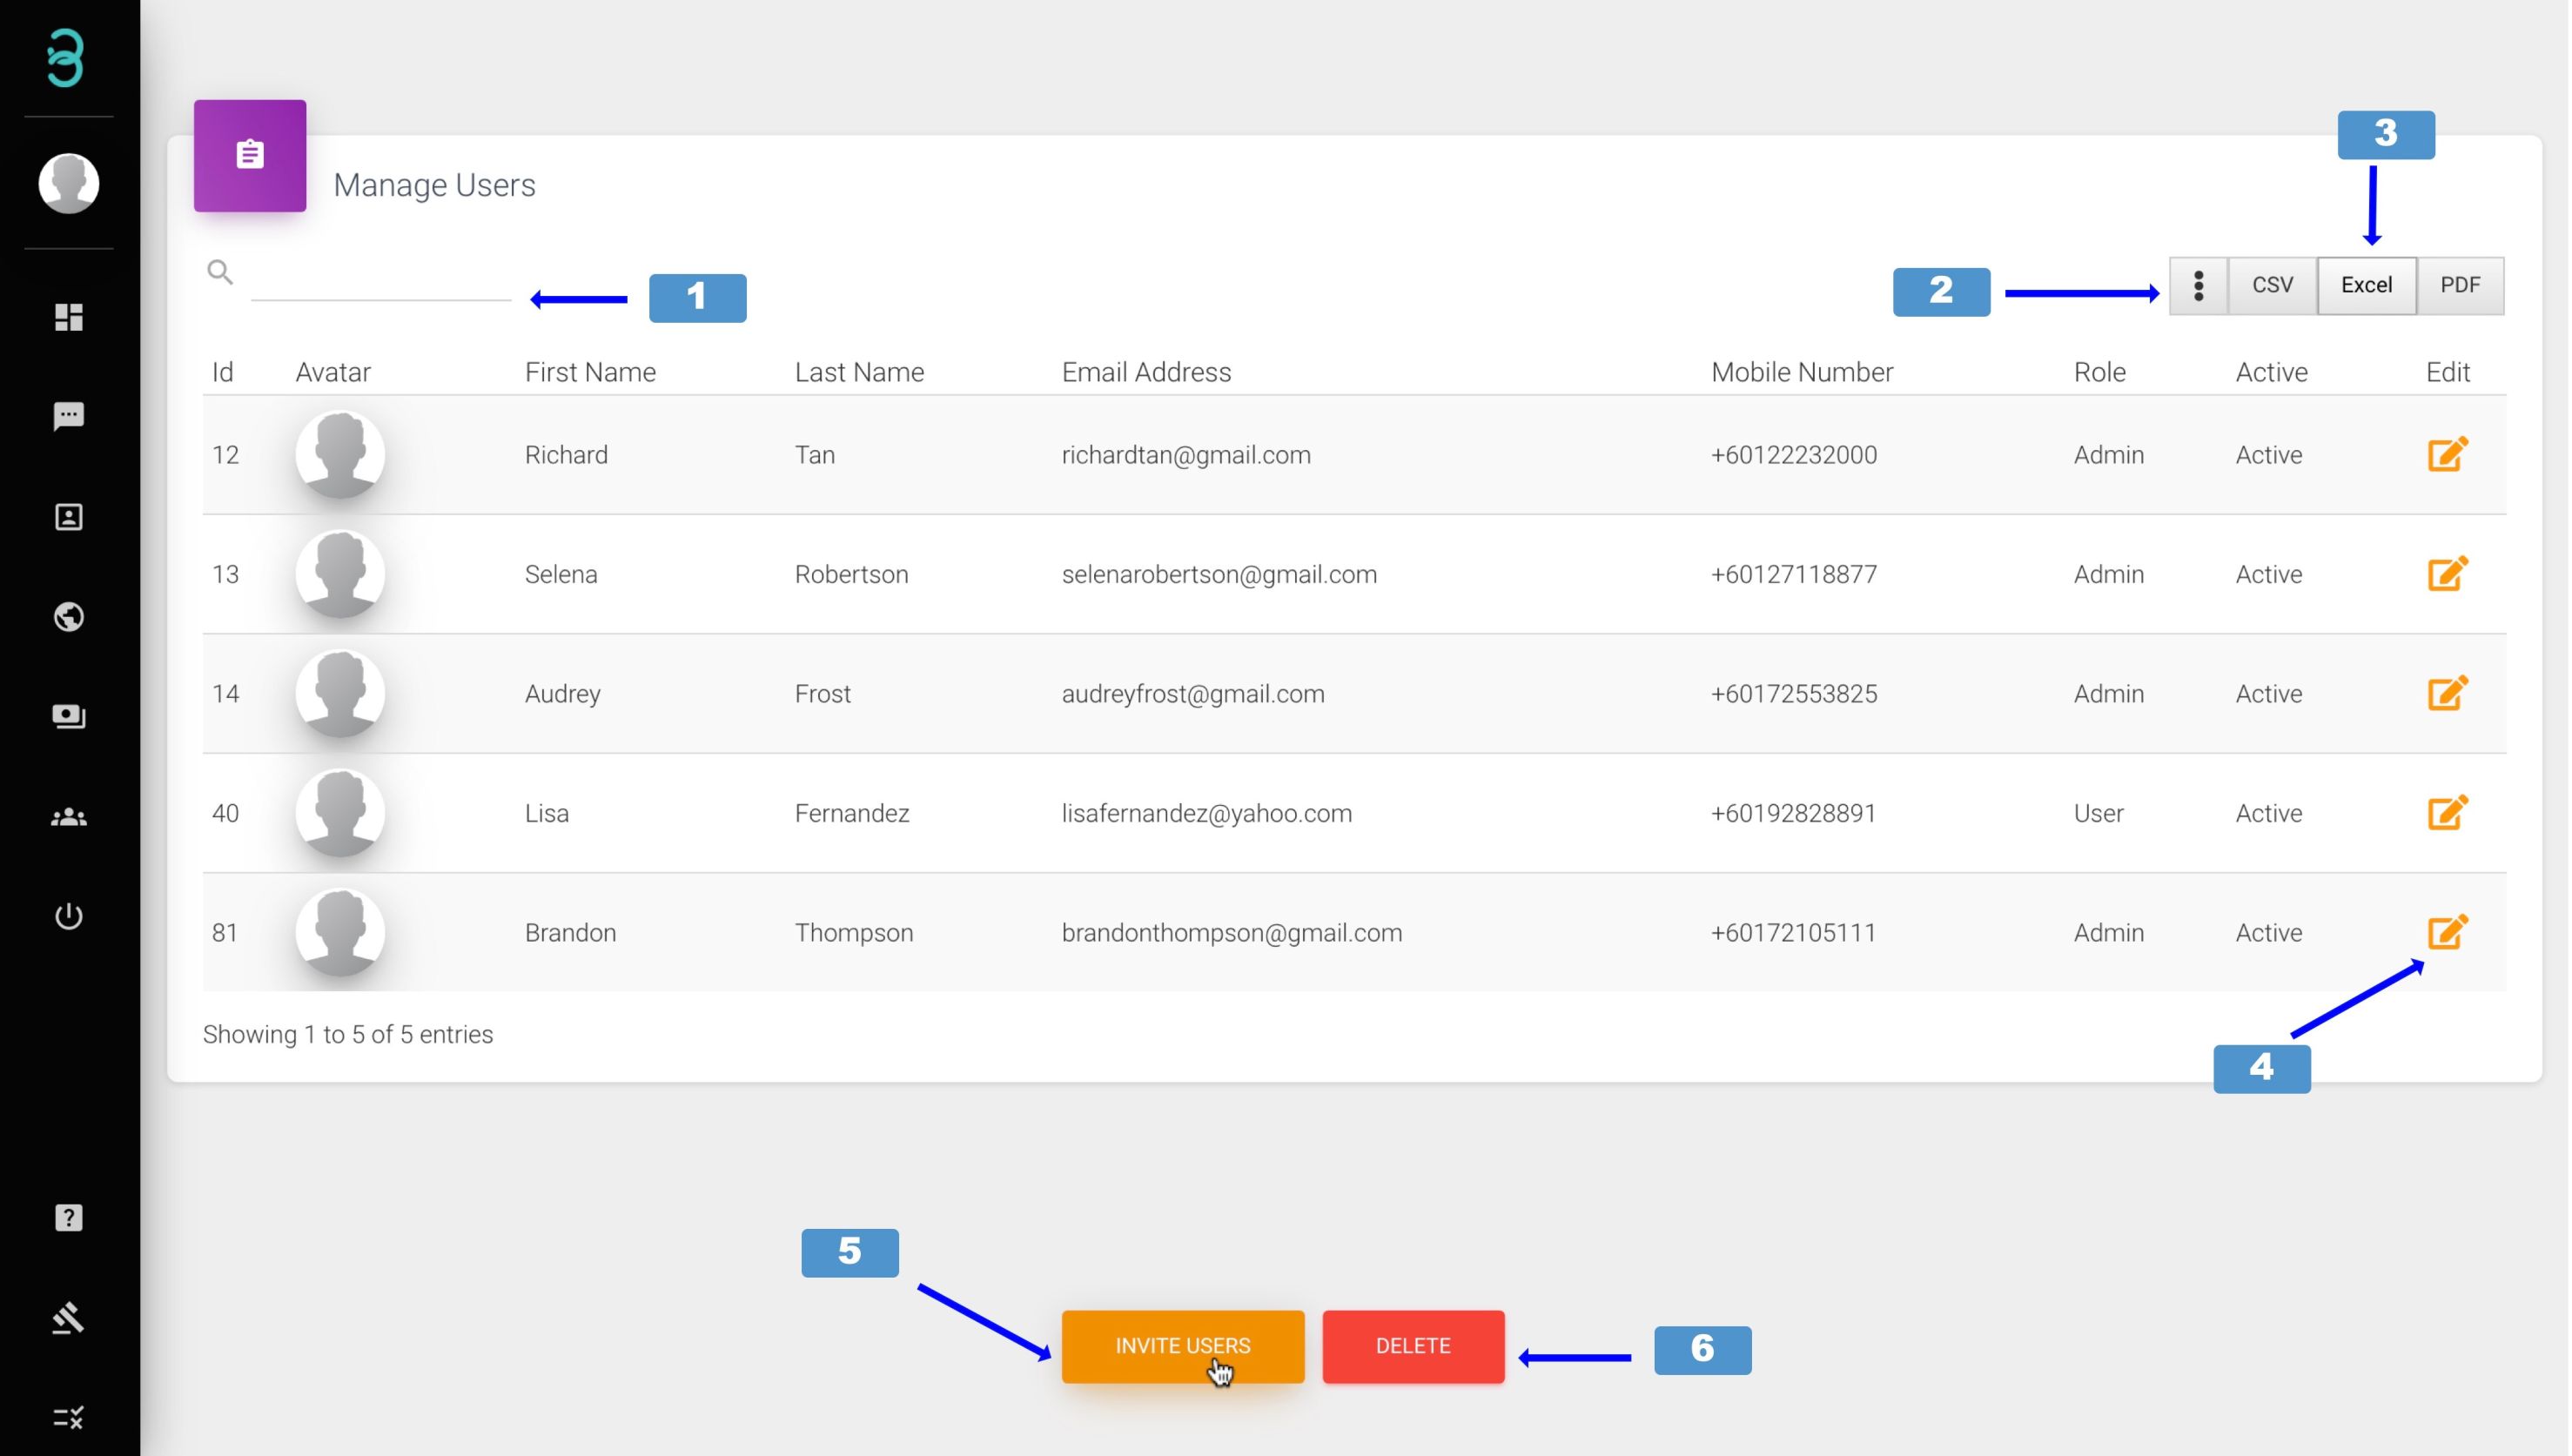 Manage Users
3
1
2
CSV Excel PDF
Id Avatar First Name Last Name Email Address Mobile Number Role Active Edit
12 Richard Tan richardtan@gmail.com +60122232000 Admin Active
13 Selena Robertson selenarobertson@gmail.com +60127118877 Admin Active
14 Audrey Frost audreyfrost@gmail.com +60172553825 Admin Active
40 Lisa Fernandez lisafernandez@yahoo.com +60192828891 User Active
81 Brandon Thompson brandonthompson@gmail.com +60172105111 Admin Active
Showing 1 to 5 of 5 entries
4
5
INVITE USERS DELETE
6